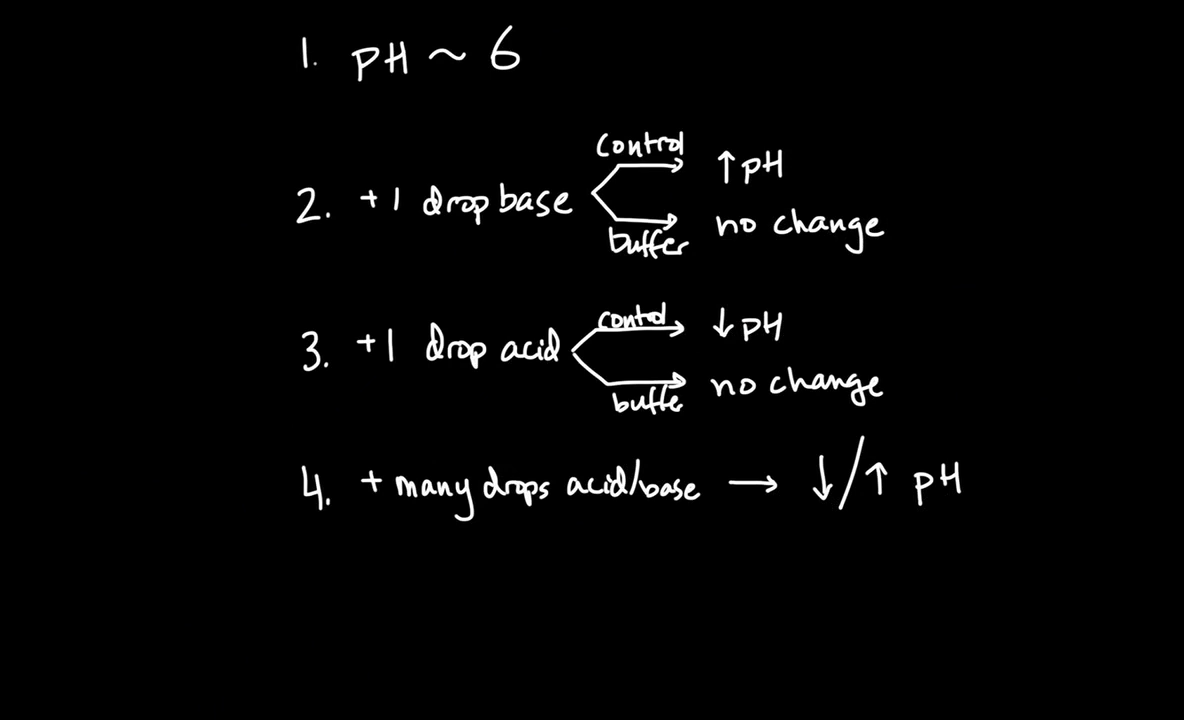 1. pH ~ 6
control
2. +1 drop base ↑ pH
buffer no change
control
3. +1 drop acid ↓ pH
buffe no change
4. + many drops acid/base → ↓/↑ pH